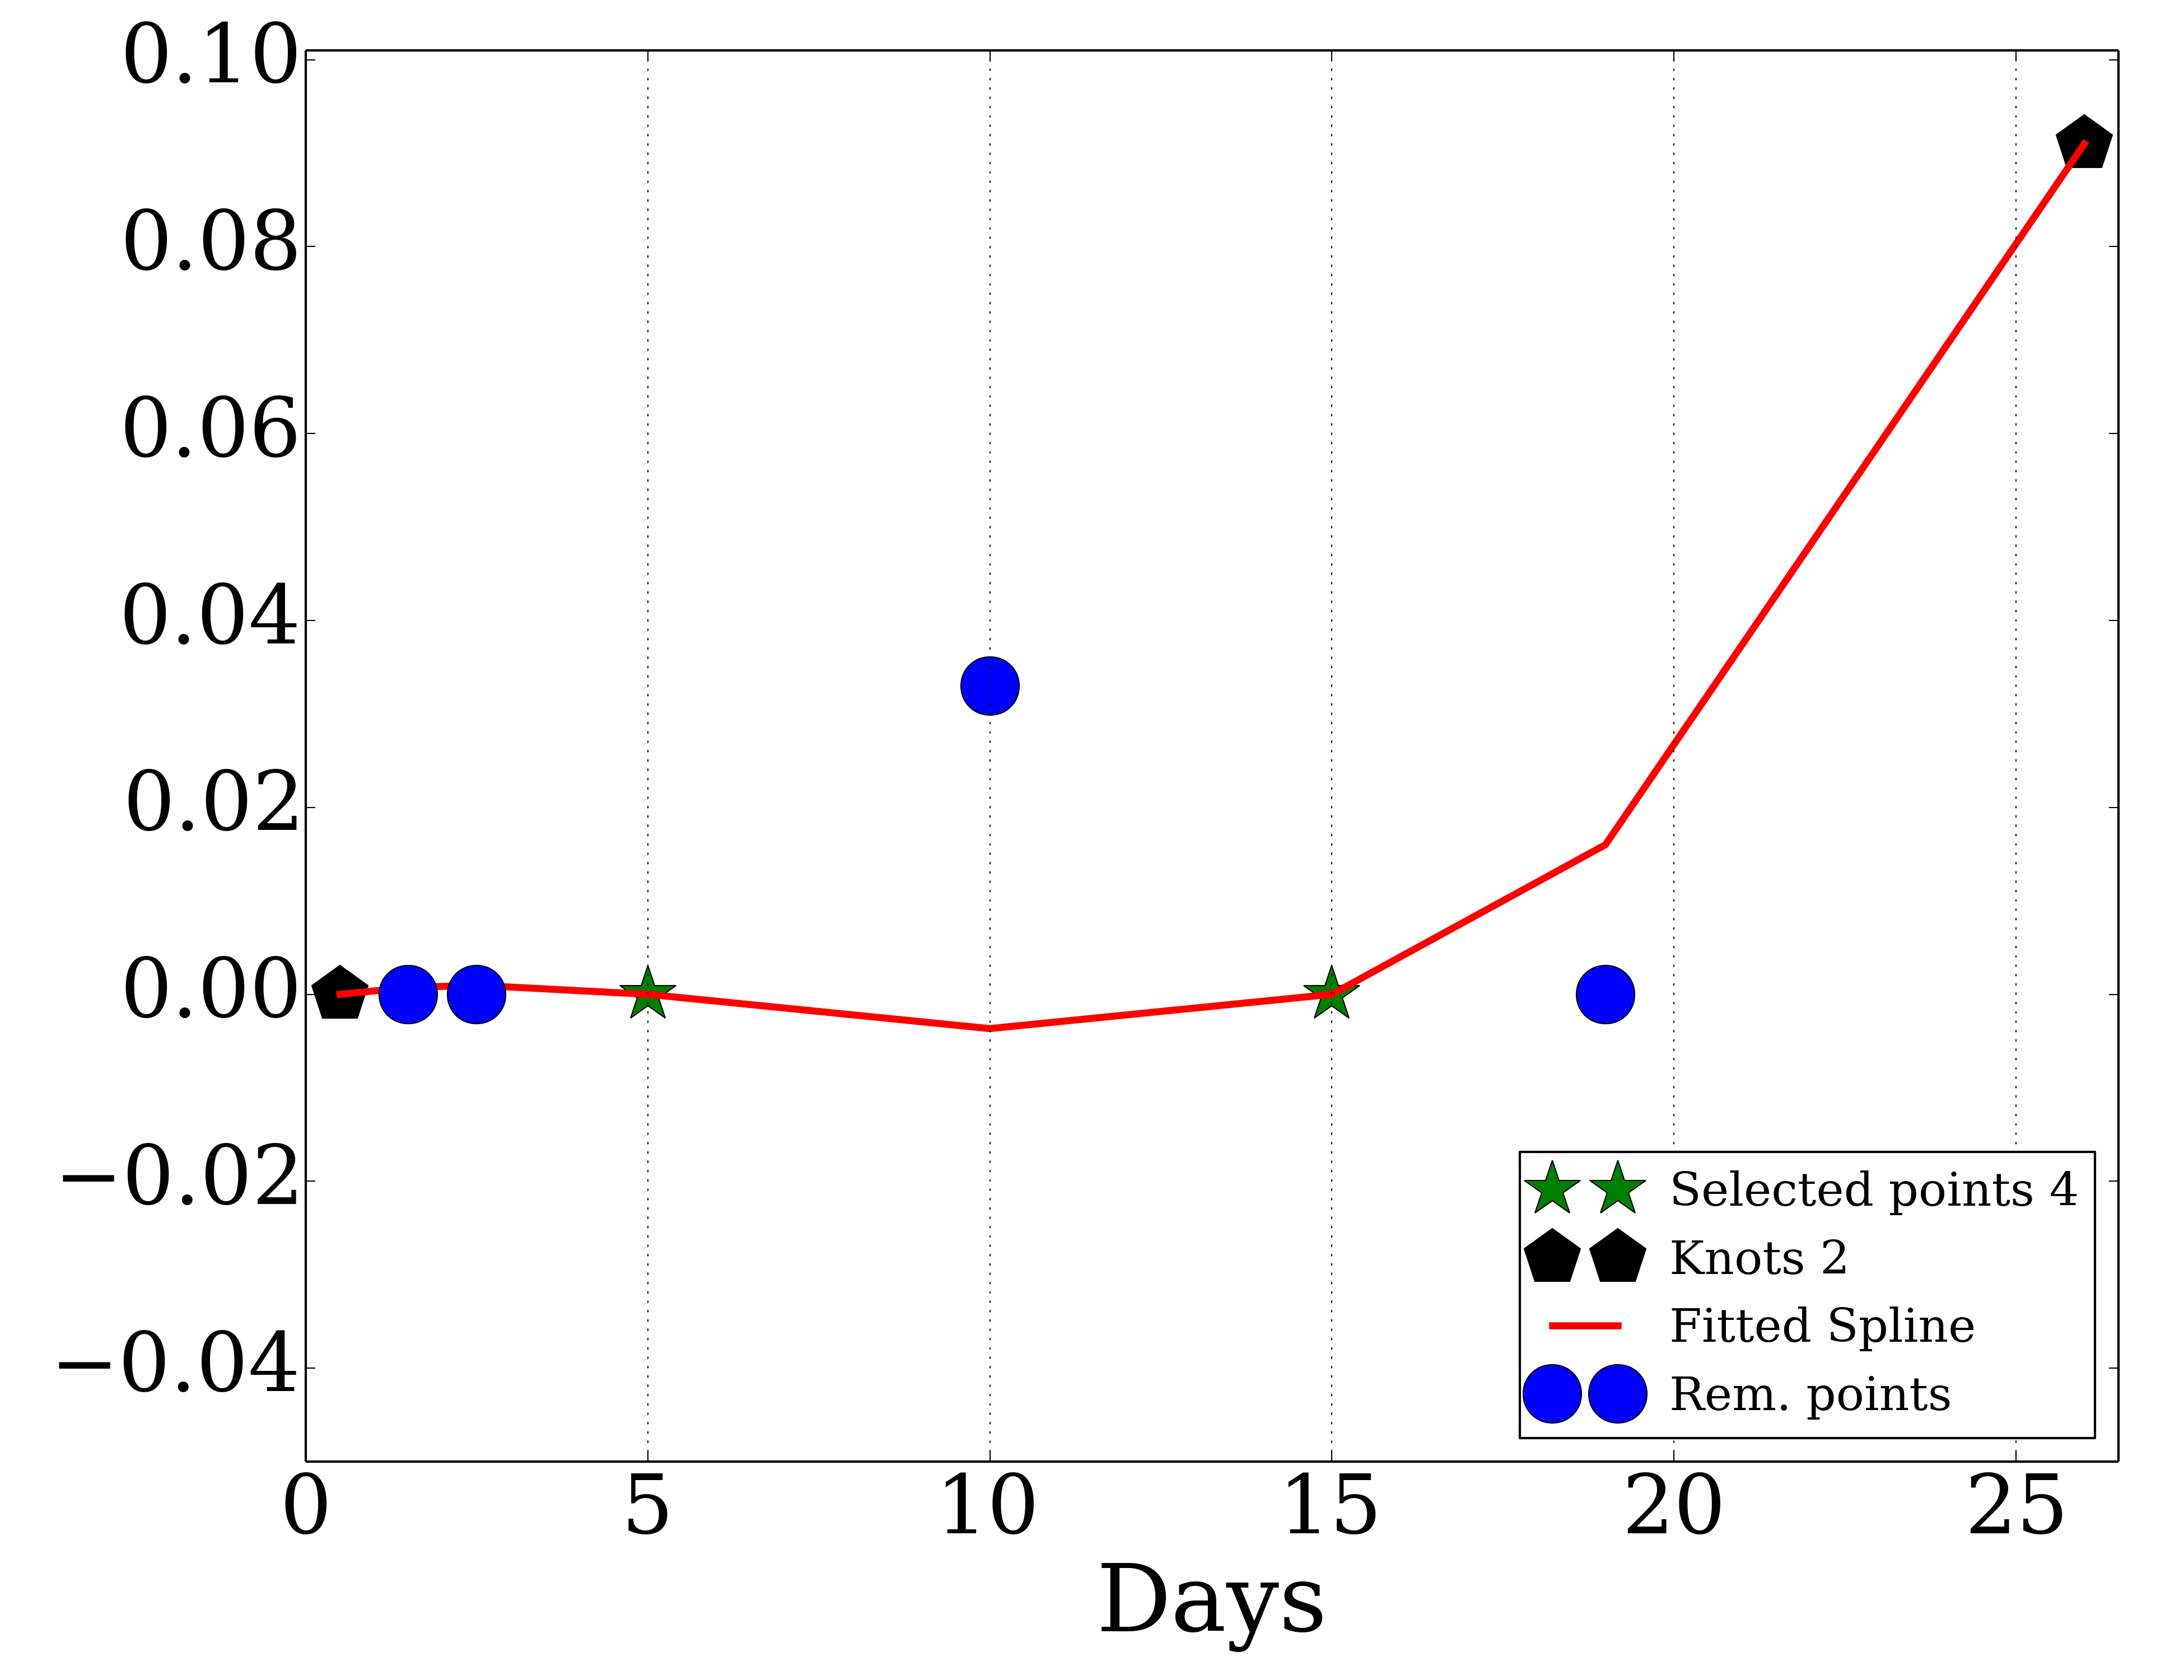 0.10
0.08
0.06
0.04
0.02
0.00
−0.02
−0.04
0 5 10 15 20 25
Days
Selected points 4
Knots 2
Fitted Spline
Rem. points